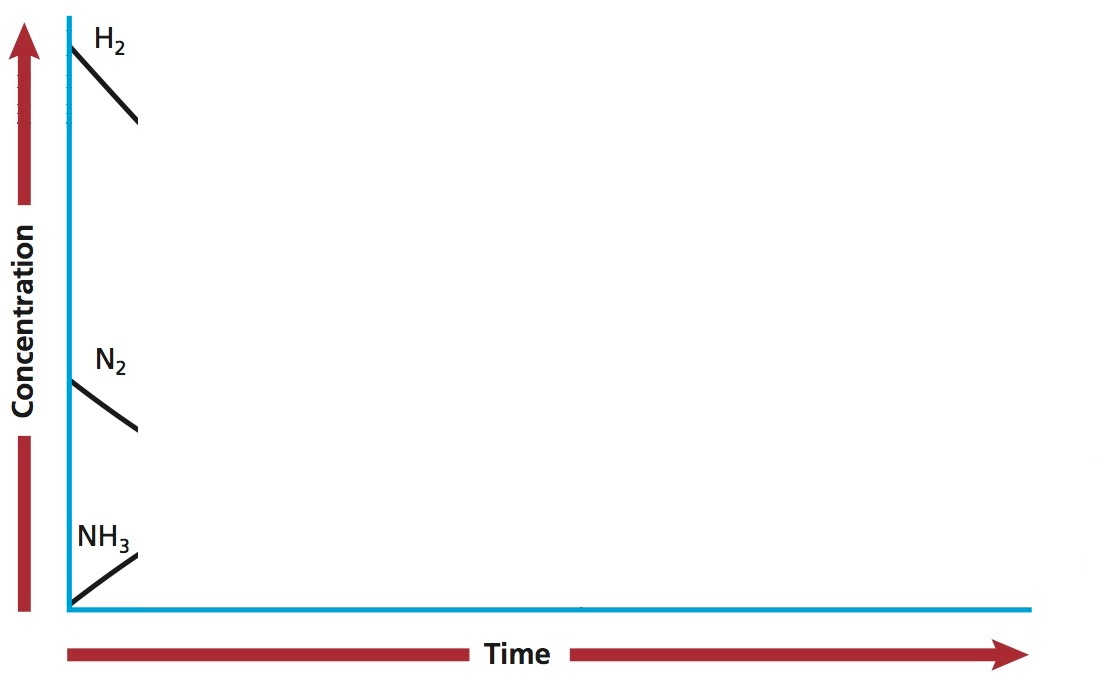 H₂
N₂
NH₃
Concentration
Time